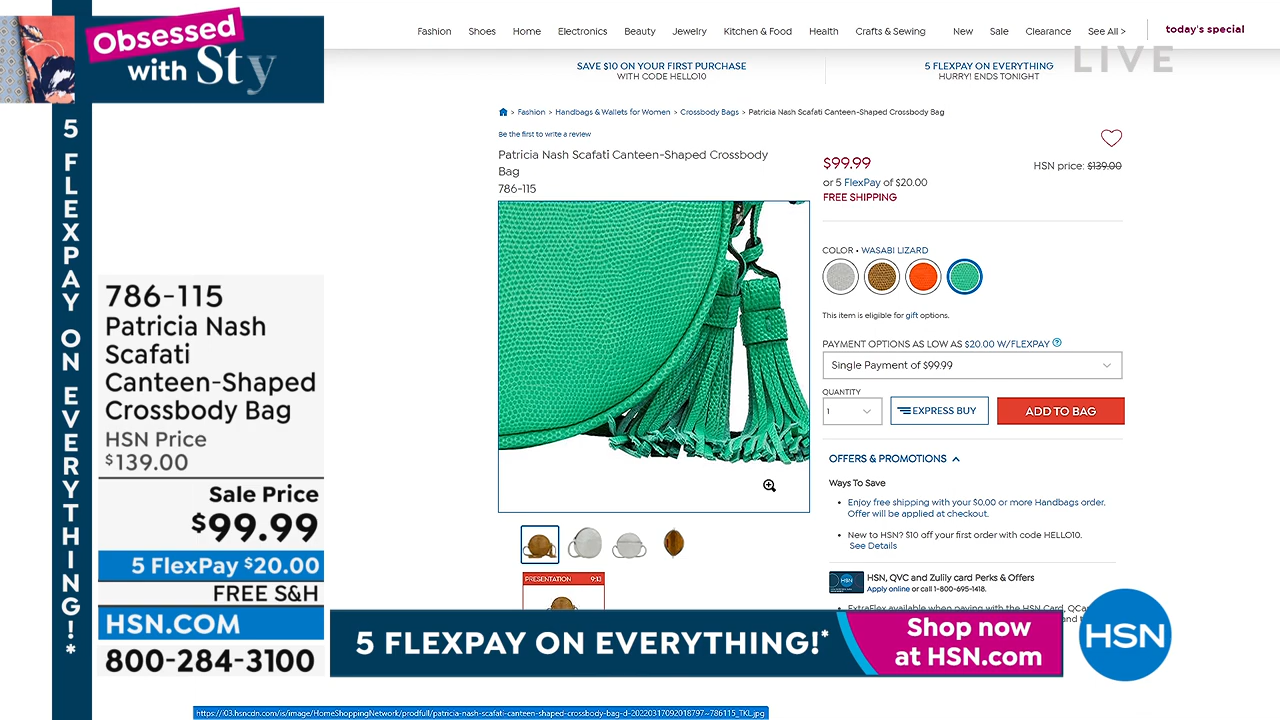 Obsessed
with Sty
5 FLEXPAY ON EVERYTHING!*
786-115
Patricia Nash
Scafati
Canteen-Shaped
Crossbody Bag
HSN Price
$139.00
Sale Price
$99.99
5 FlexPay $20.00
FREE S&H
HSN.COM
800-284-3100
Fashion Shoes Home Electronics Beauty Jewelry Kitchen & Food Health Crafts & Sewing New Sale Clearance See All > today's special
LIVE
SAVE $10 ON YOUR FIRST PURCHASE
WITH CODE HELLO10
5 FLEXPAY ON EVERYTHING
HURRY! ENDS TONIGHT
> Fashion > Handbags & Wallets for Women > Crossbody Bags > Patricia Nash Scafati Canteen-Shaped Crossbody Bag
Be the first to write a review
Patricia Nash Scafati Canteen-Shaped Crossbody
Bag
786-115
$99.99
HSN price: $139.00
or 5 FlexPay of $20.00
FREE SHIPPING
COLOR • WASABI LIZARD
This item is eligible for gift options.
PAYMENT OPTIONS AS LOW AS $20.00 W/FLEXPAY ?
Single Payment of $99.99
QUANTITY
1
EXPRESS BUY
ADD TO BAG
OFFERS & PROMOTIONS
Ways To Save
• Enjoy free shipping with your $0.00 or more Handbags order.
Offer will be applied at checkout.
• New to HSN? $10 off your first order with code HELLO10.
See Details
HSN
HSN, QVC and Zulily card Perks & Offers
Apply online or call 1-800-695-1418.
• ExtraFlex available when paying with the HSN Card, QCa
and
PRESENTATION 9:13
5 FLEXPAY ON EVERYTHING!*
Shop now
at HSN.com
HSN
https://i03.hsncdn.com/is/image/HomeShoppingNetwork/prodfull/patricia-nash-scafati-canteen-shaped-crossbody-bag-d-20220317092018797~786115_TKL.jpg